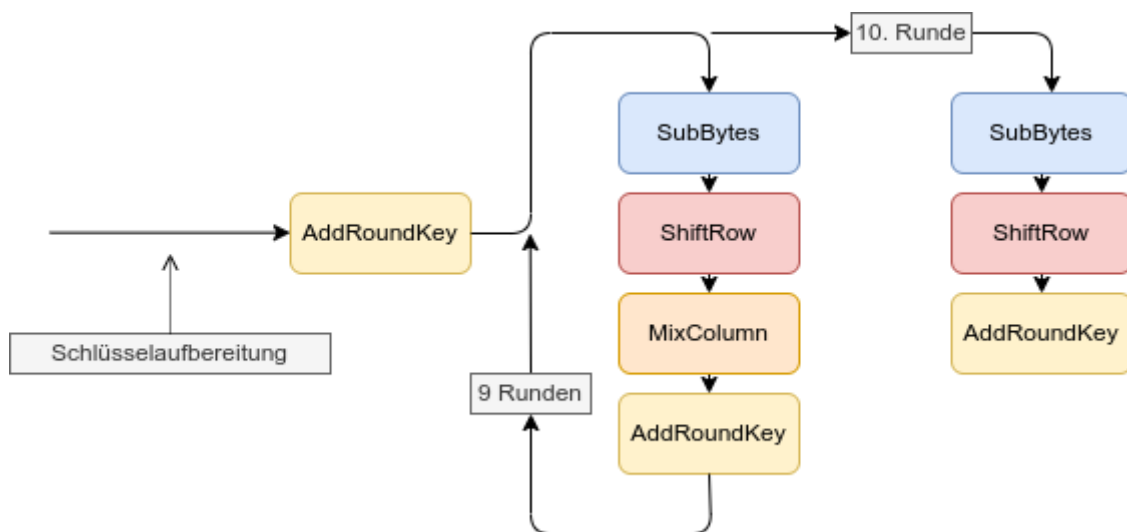 10. Runde
SubBytes
SubBytes
AddRoundKey
ShiftRow
ShiftRow
Schlüsselaufbereitung
MixColumn
AddRoundKey
9 Runden
AddRoundKey